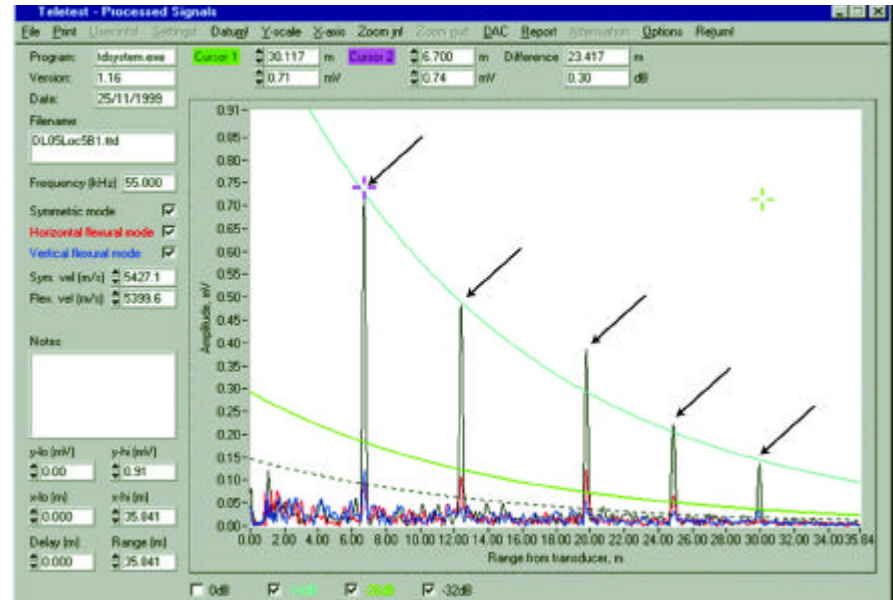 Teletest - Processed Signals
File Print Userinfo! Settings! Datum! Y-scale X-axis Zoom in! Zoom out! DAC Report Attenuation Options Return!
Program: tdsystem.exe
Version: 1.16
Date: 25/11/1999
Filename
DL05Loc5B1.ttd
Frequency (kHz) 55.000
Symmetric mode
Horizontal flexural mode
Vertical flexural mode
Sym. vel (m/s) 5427.1
Flex. vel (m/s) 5399.6
Notes
y-lo (mV) y-hi (mV)
0.00 0.91
x-lo (m) x-hi (m)
0.000 35.841
Delay (m) Range (m)
0.000 35.841
Cursor 1 30.117 m Cursor 2 6.700 m Difference 23.417 m
0.71 mV 0.74 mV 0.30 dB
Amplitude, mV
0.91
0.85
0.80
0.75
0.70
0.65
0.60
0.55
0.50
0.45
0.40
0.35
0.30
0.25
0.20
0.15
0.10
0.05
0.00
0.00 2.00 4.00 6.00 8.00 10.00 12.00 14.00 16.00 18.00 20.00 22.00 24.00 26.00 28.00 30.00 32.00 34.00 35.84
Range from transducer, m
0dB -14dB -26dB -32dB